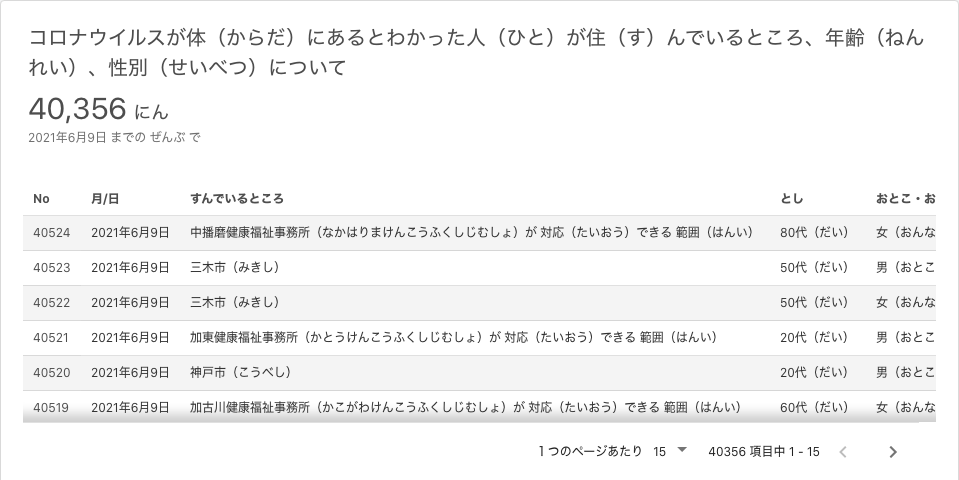 コロナウイルスが体（からだ）にあるとわかった人（ひと）が住（す）んでいるところ、年齢（ねん
れい）、性別（せいべつ）について
40,356 にん
2021年6月9日 までの ぜんぶ で
No 月/日 すんでいるところ とし おとこ・お
40524 2021年6月9日 中播磨健康福祉事務所（なかはりまけんこうふくしじむしょ）が 対応（たいおう）できる 範囲（はんい） 80代（だい） 女（おんな
40523 2021年6月9日 三木市（みきし） 50代（だい） 男（おとこ
40522 2021年6月9日 三木市（みきし） 50代（だい） 女（おんな
40521 2021年6月9日 加東健康福祉事務所（かとうけんこうふくしじむしょ）が 対応（たいおう）できる 範囲（はんい） 20代（だい） 男（おとこ
40520 2021年6月9日 神戸市（こうべし） 20代（だい） 男（おとこ
40519 2021年6月9日 加古川健康福祉事務所（かこがわけんこうふくしじむしょ）が 対応（たいおう）できる 範囲（はんい） 60代（だい） 女（おんな
1 つのページあたり 15 40356 項目中 1 - 15